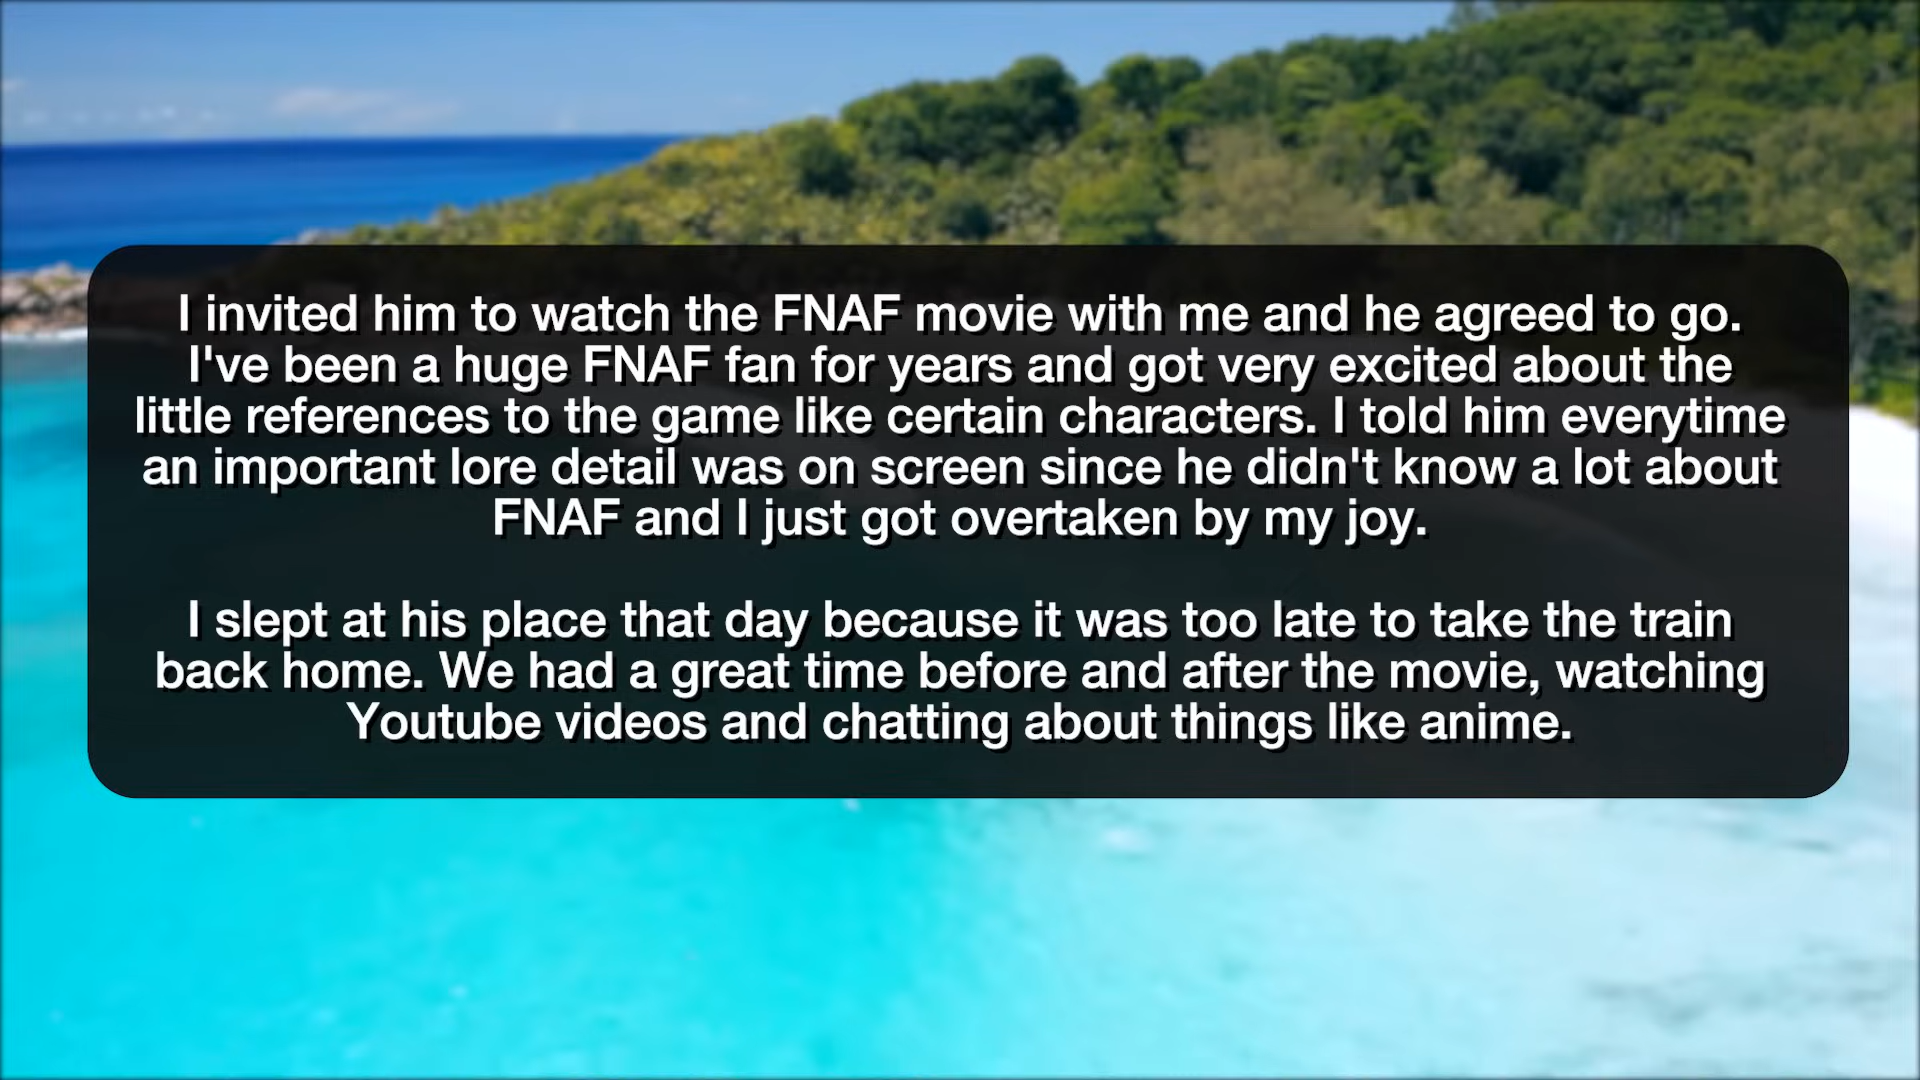 I invited him to watch the FNAF movie with me and he agreed to go.
I've been a huge FNAF fan for years and got very excited about the
little references to the game like certain characters. I told him everytime
an important lore detail was on screen since he didn't know a lot about
FNAF and I just got overtaken by my joy.
I slept at his place that day because it was too late to take the train
back home. We had a great time before and after the movie, watching
Youtube videos and chatting about things like anime.